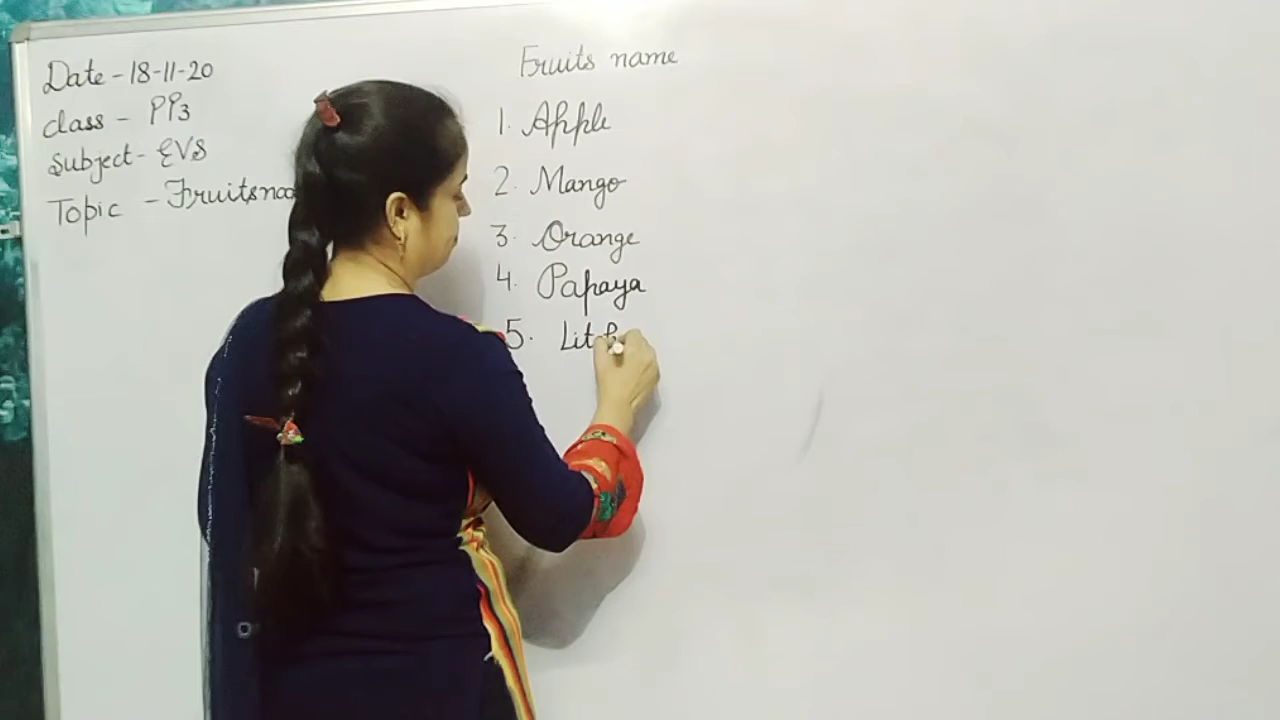 Date - 18-11-20
Class - PP3
Subject - EVS
Topic - Fruits
Fruits name
1. Apple
2. Mango
3. Orange
4. Papaya
5. Litch